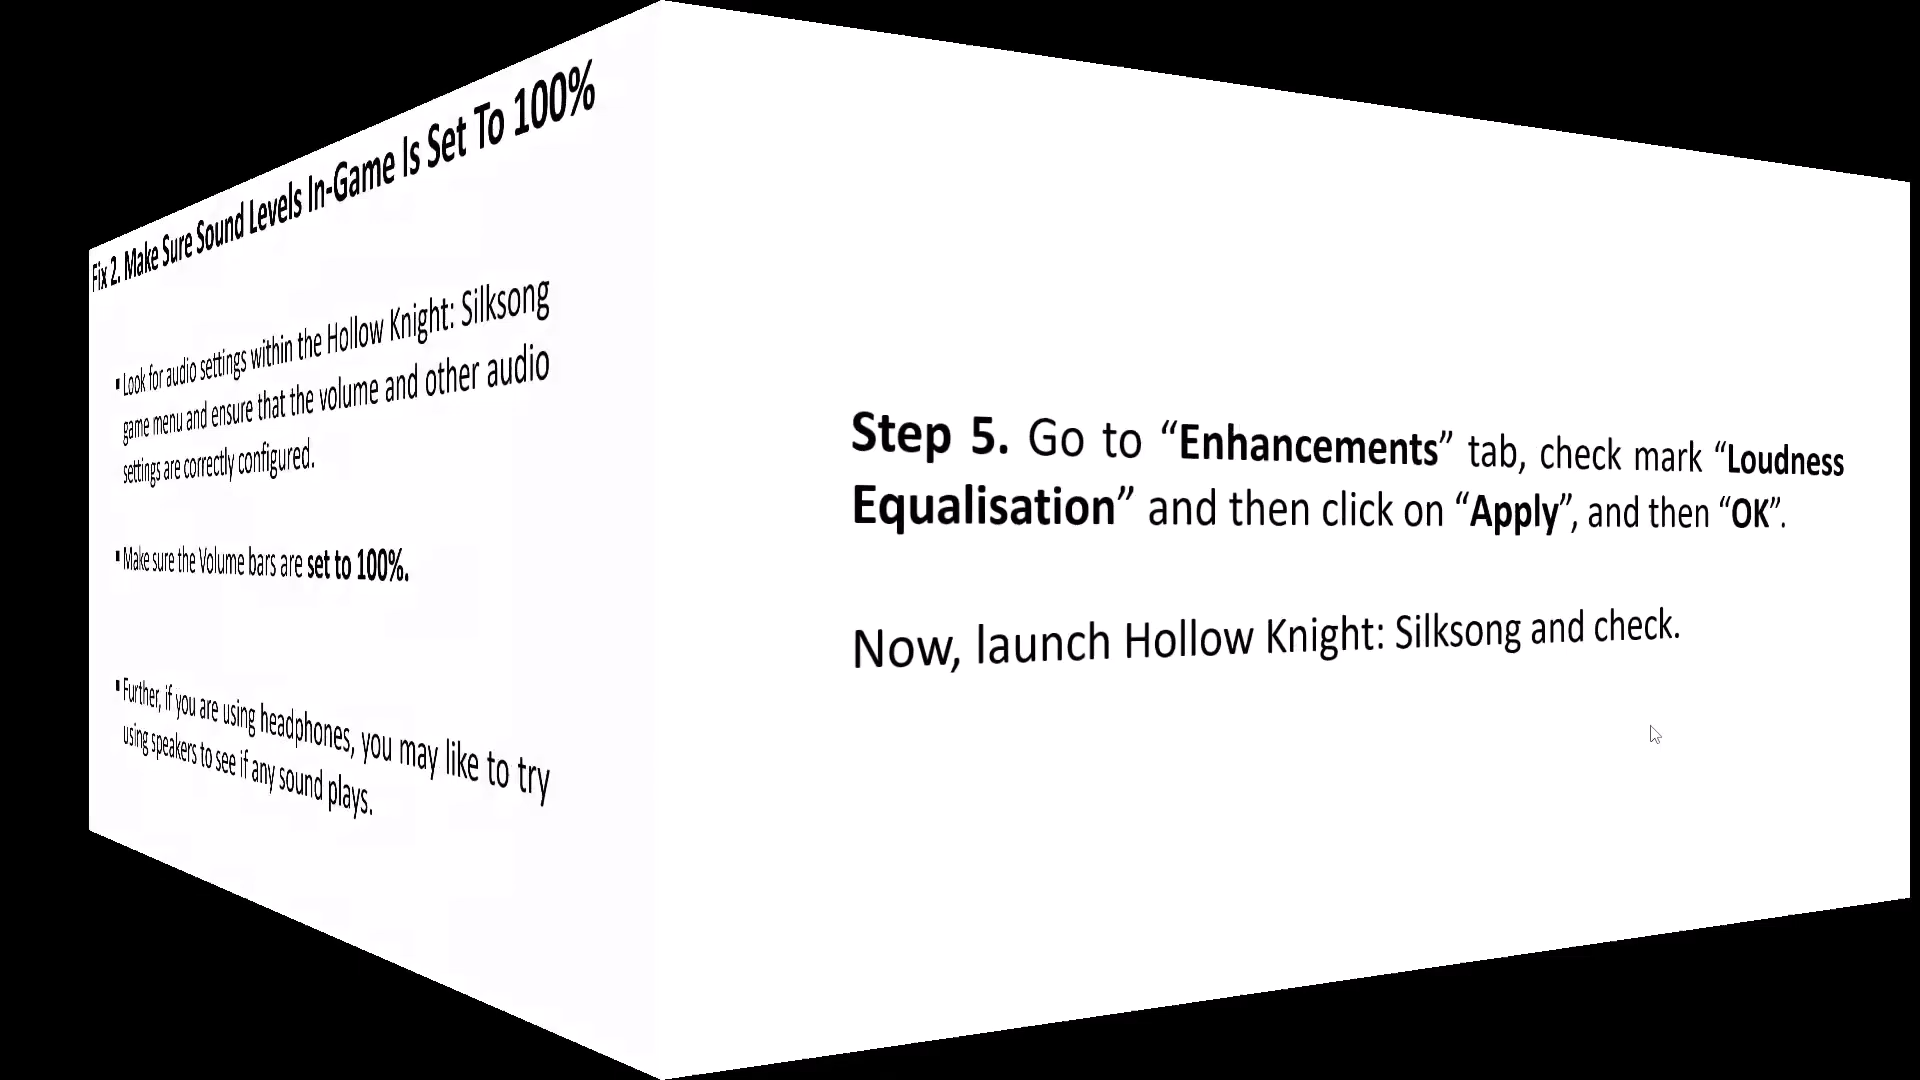 Fix 2. Make Sure Sound Levels In-Game Is Set To 100%
▪ Look for audio settings within the Hollow Knight: Silksong
game menu and ensure that the volume and other audio
settings are correctly configured.
▪ Make sure the Volume bars are set to 100%.
▪ Further, if you are using headphones, you may like to try
using speakers to see if any sound plays.
Step 5. Go to “Enhancements” tab, check mark “Loudness
Equalisation” and then click on “Apply”, and then “OK”.
Now, launch Hollow Knight: Silksong and check.